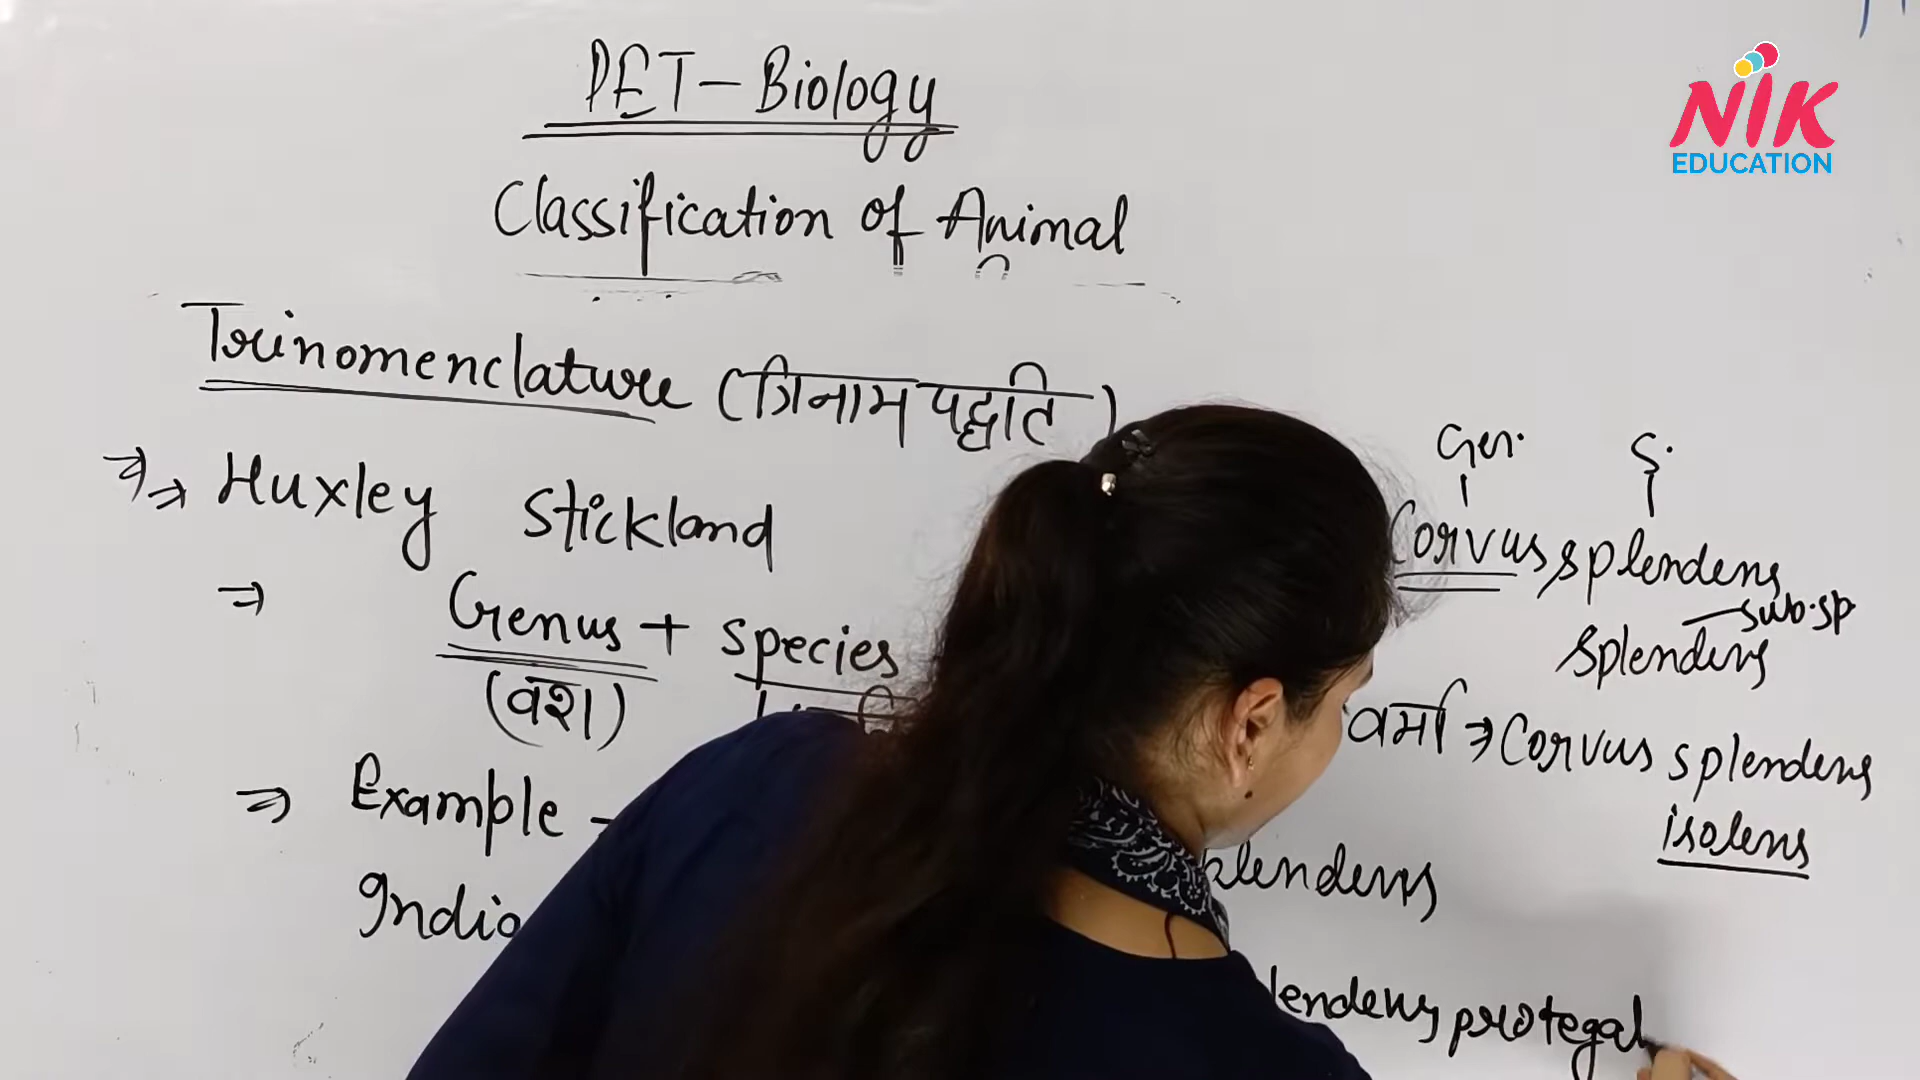 PET - Biology
NIK
EDUCATION
Classification of Animal
Trinomenclature (त्रिनाम पद्धति)
⇒⇒ Huxley Stickland
Gen. S.
Corvus splendens
sub.sp
splendens
⇒ Genus + species
(वंश)
वर्मा ⇒ Corvus splendens
isolens
⇒ Example -
India
lendens protegal